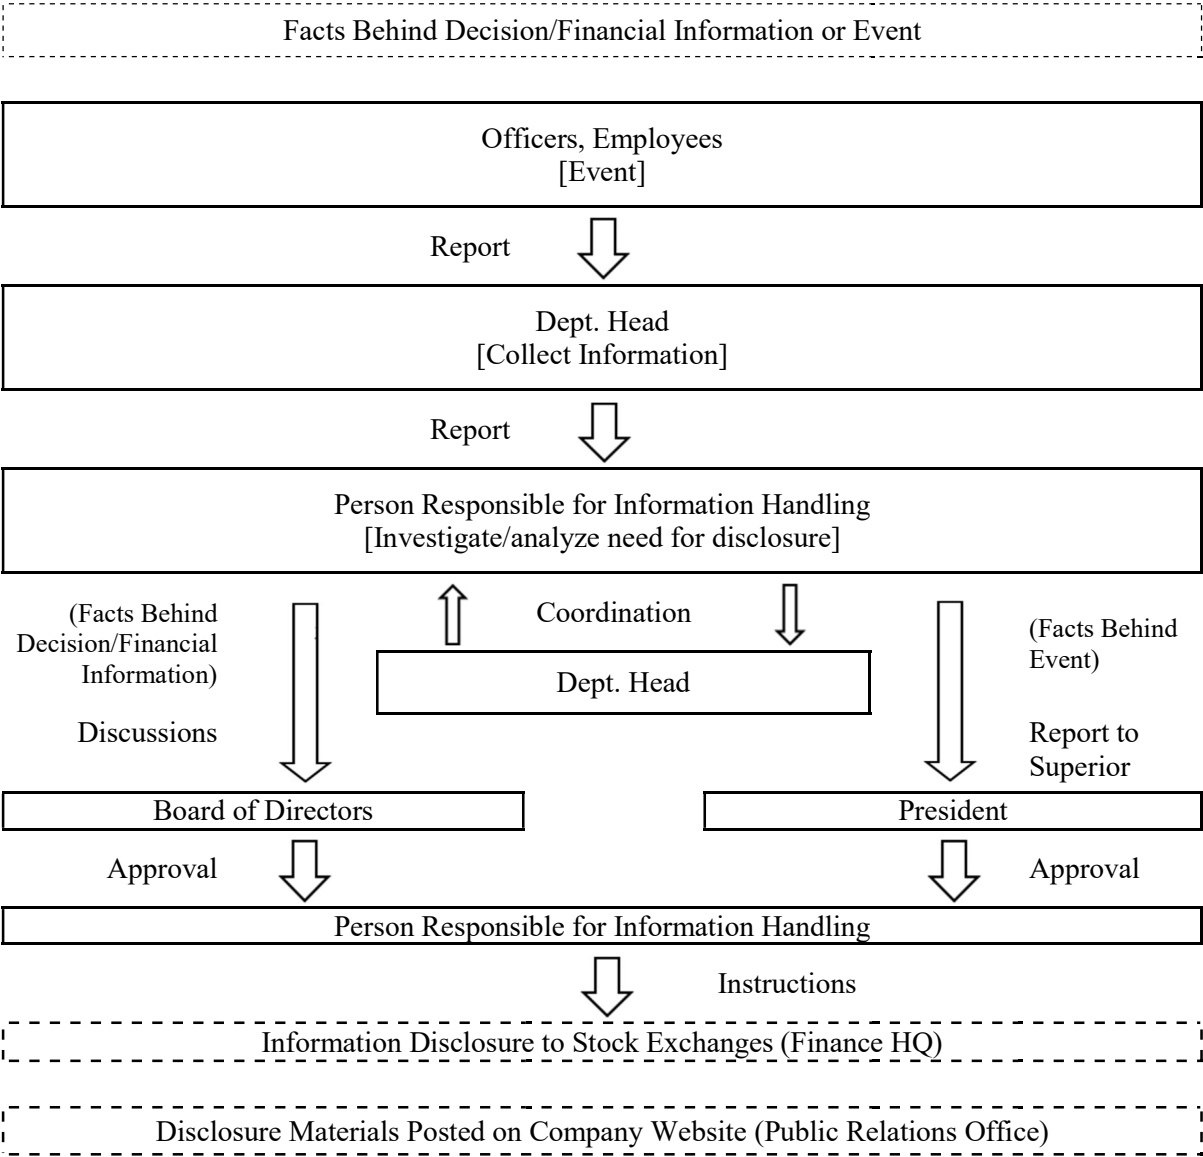 Facts Behind Decision/Financial Information or Event
Officers, Employees
[Event]
Report
Dept. Head
[Collect Information]
Report
Person Responsible for Information Handling
[Investigate/analyze need for disclosure]
(Facts Behind
Decision/Financial
Information)
Discussions
Coordination
Dept. Head
(Facts Behind
Event)
Report to
Superior
Board of Directors
President
Approval
Approval
Person Responsible for Information Handling
Instructions
Information Disclosure to Stock Exchanges (Finance HQ)
Disclosure Materials Posted on Company Website (Public Relations Office)